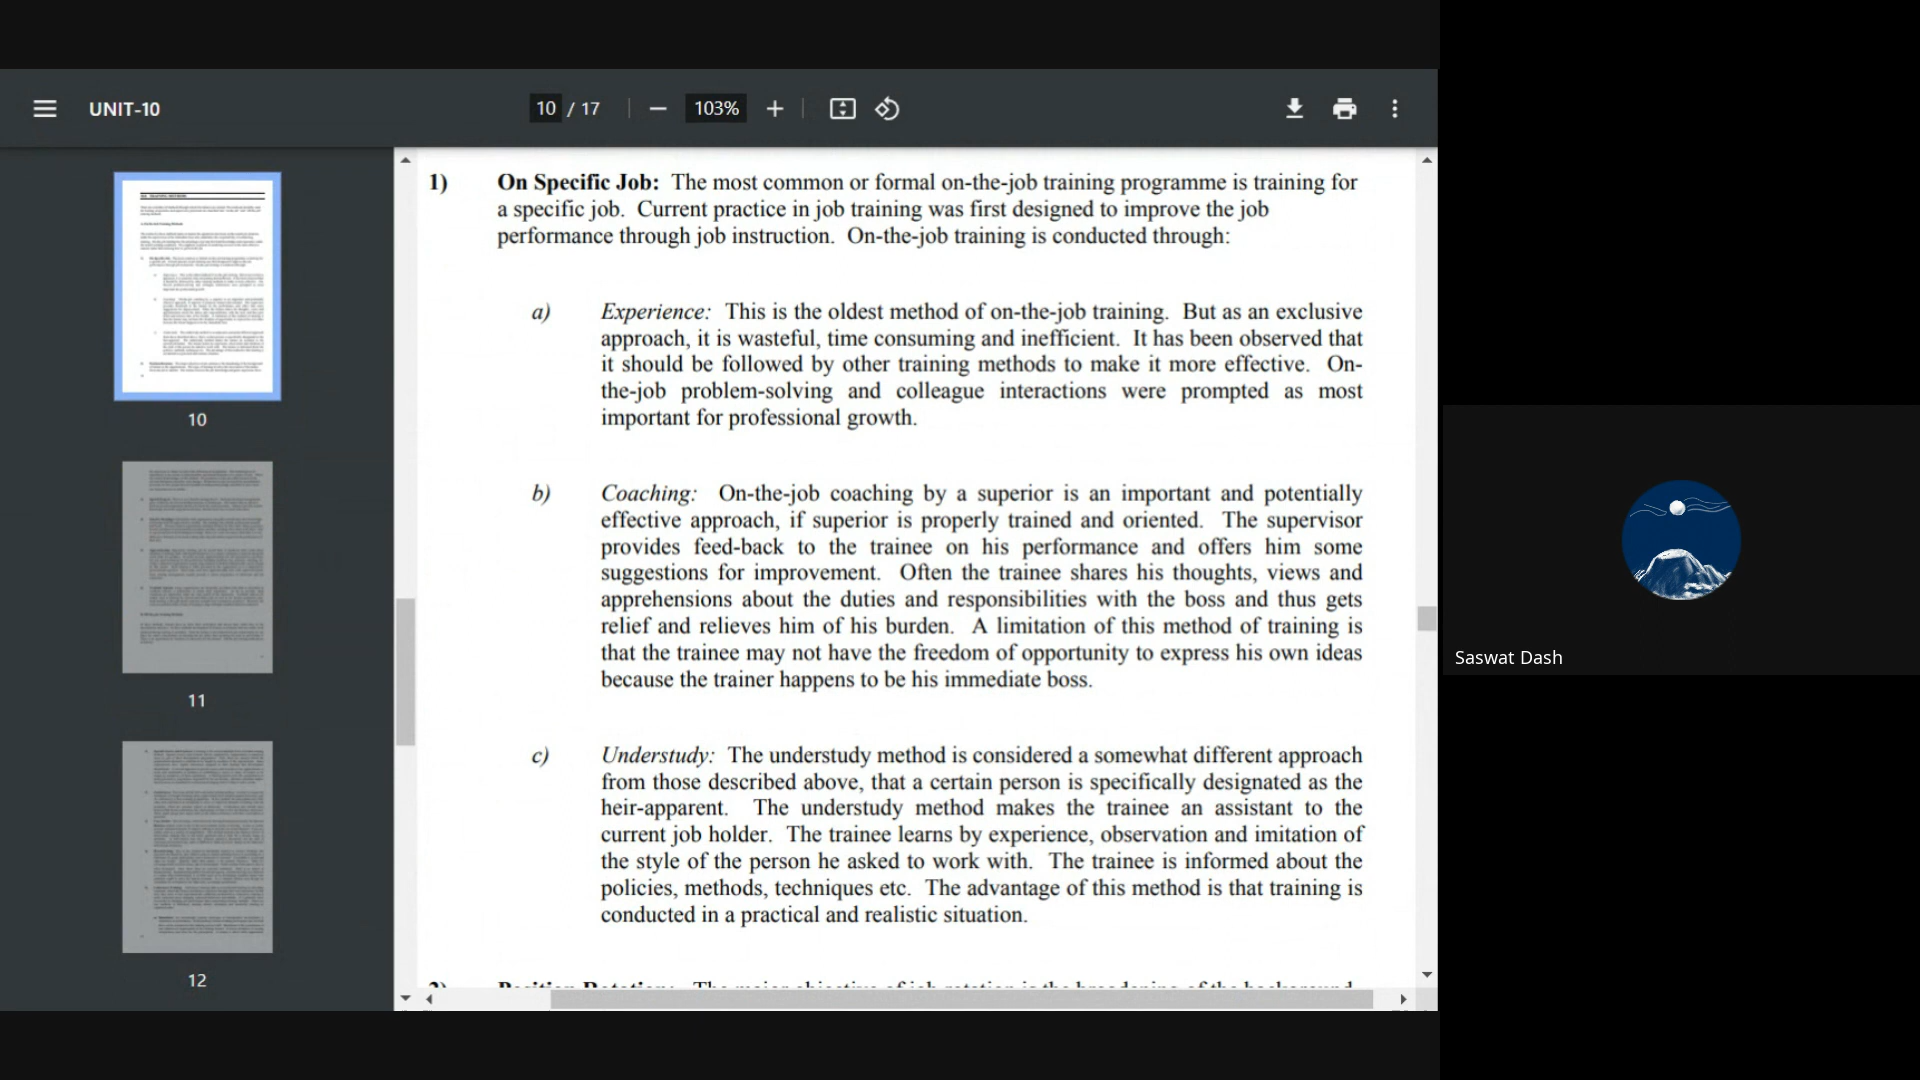 UNIT-10
10 / 17
103%
1) On Specific Job: The most common or formal on-the-job training programme is training for
a specific job. Current practice in job training was first designed to improve the job
performance through job instruction. On-the-job training is conducted through:
a) Experience: This is the oldest method of on-the-job training. But as an exclusive
approach, it is wasteful, time consuming and inefficient. It has been observed that
it should be followed by other training methods to make it more effective. On-
the-job problem-solving and colleague interactions were prompted as most
important for professional growth.
b) Coaching: On-the-job coaching by a superior is an important and potentially
effective approach, if superior is properly trained and oriented. The supervisor
provides feed-back to the trainee on his performance and offers him some
suggestions for improvement. Often the trainee shares his thoughts, views and
apprehensions about the duties and responsibilities with the boss and thus gets
relief and relieves him of his burden. A limitation of this method of training is
that the trainee may not have the freedom of opportunity to express his own ideas
because the trainer happens to be his immediate boss.
c) Understudy: The understudy method is considered a somewhat different approach
from those described above, that a certain person is specifically designated as the
heir-apparent. The understudy method makes the trainee an assistant to the
current job holder. The trainee learns by experience, observation and imitation of
the style of the person he asked to work with. The trainee is informed about the
policies, methods, techniques etc. The advantage of this method is that training is
conducted in a practical and realistic situation.
2) Position Rotation: The major objective of job rotation is the broadening of the background
10
11
12
Saswat Dash